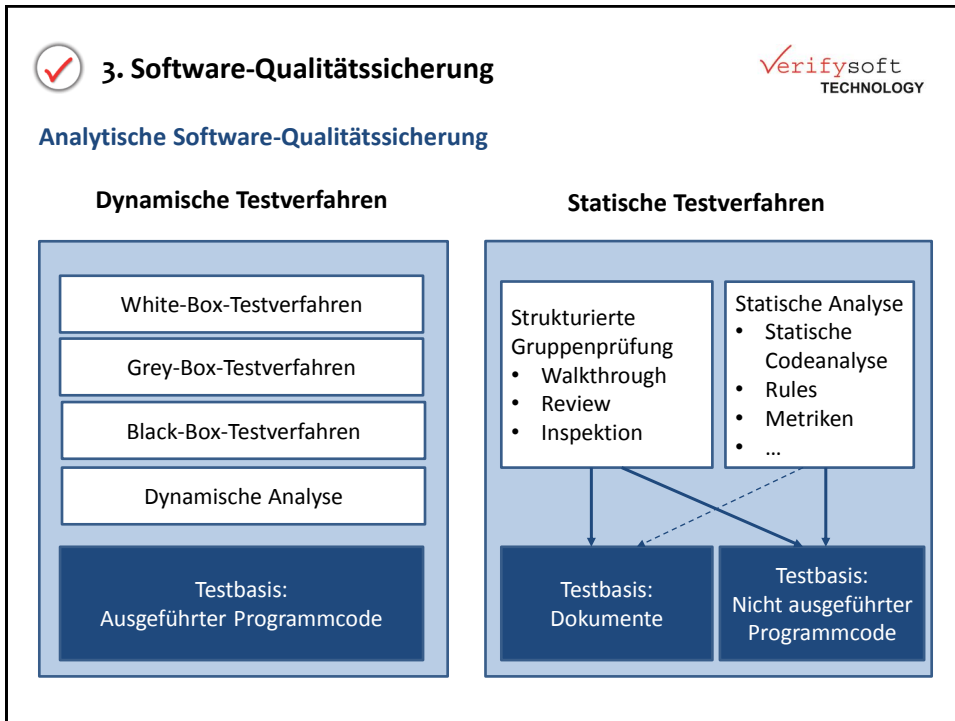 3. Software-Qualitätssicherung
Verifysoft
TECHNOLOGY
Analytische Software-Qualitätssicherung
Dynamische Testverfahren
White-Box-Testverfahren
Grey-Box-Testverfahren
Black-Box-Testverfahren
Dynamische Analyse
Testbasis:
Ausgeführter Programmcode
Statische Testverfahren
Strukturierte
Gruppenprüfung
• Walkthrough
• Review
• Inspektion
Statische Analyse
• Statische
Codeanalyse
• Rules
• Metriken
• …
Testbasis:
Dokumente
Testbasis:
Nicht ausgeführter
Programmcode